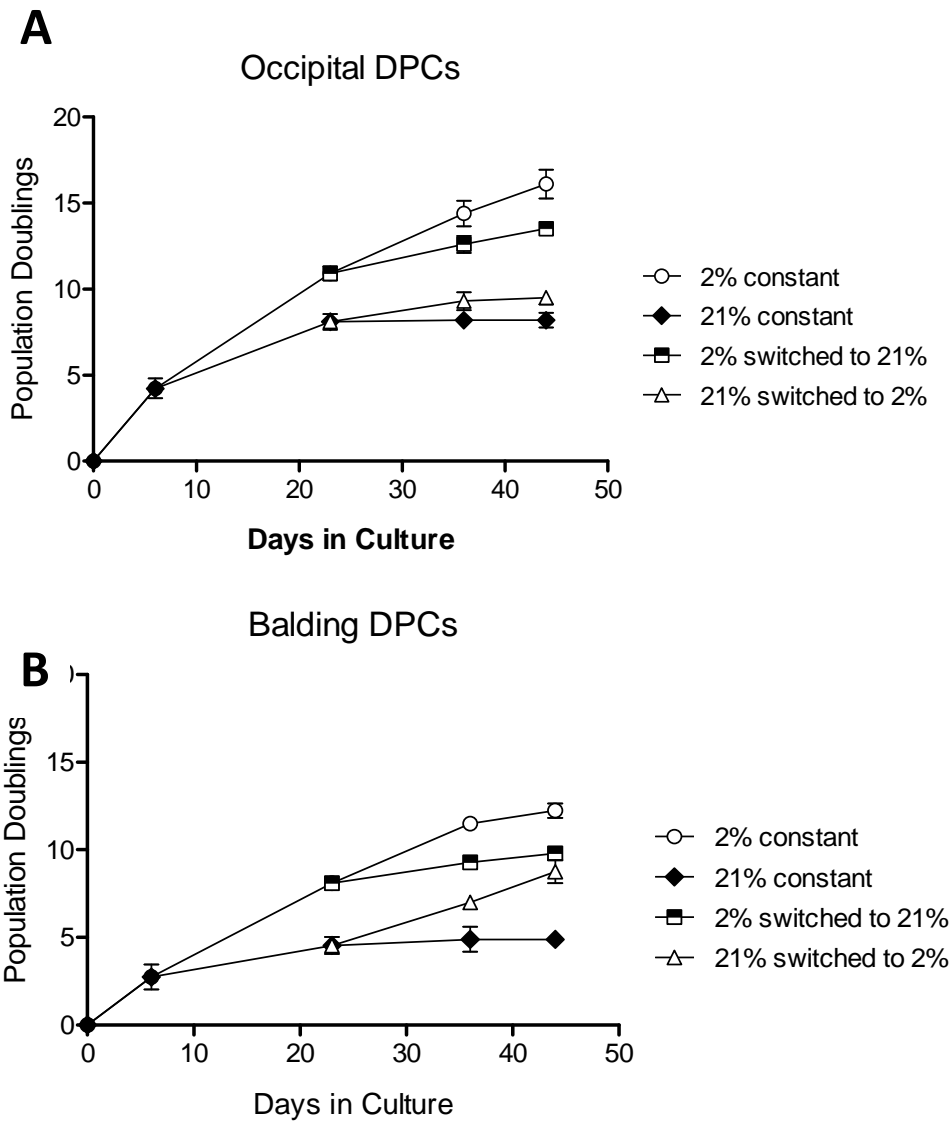 A
Occipital DPCs
20
15
10
5
0
Population Doublings
0 10 20 30 40 50
Days in Culture
2% constant
21% constant
2% switched to 21%
21% switched to 2%
Balding DPCs
B
)
15
10
5
0
Population Doublings
0 10 20 30 40 50
Days in Culture
2% constant
21% constant
2% switched to 21%
21% switched to 2%